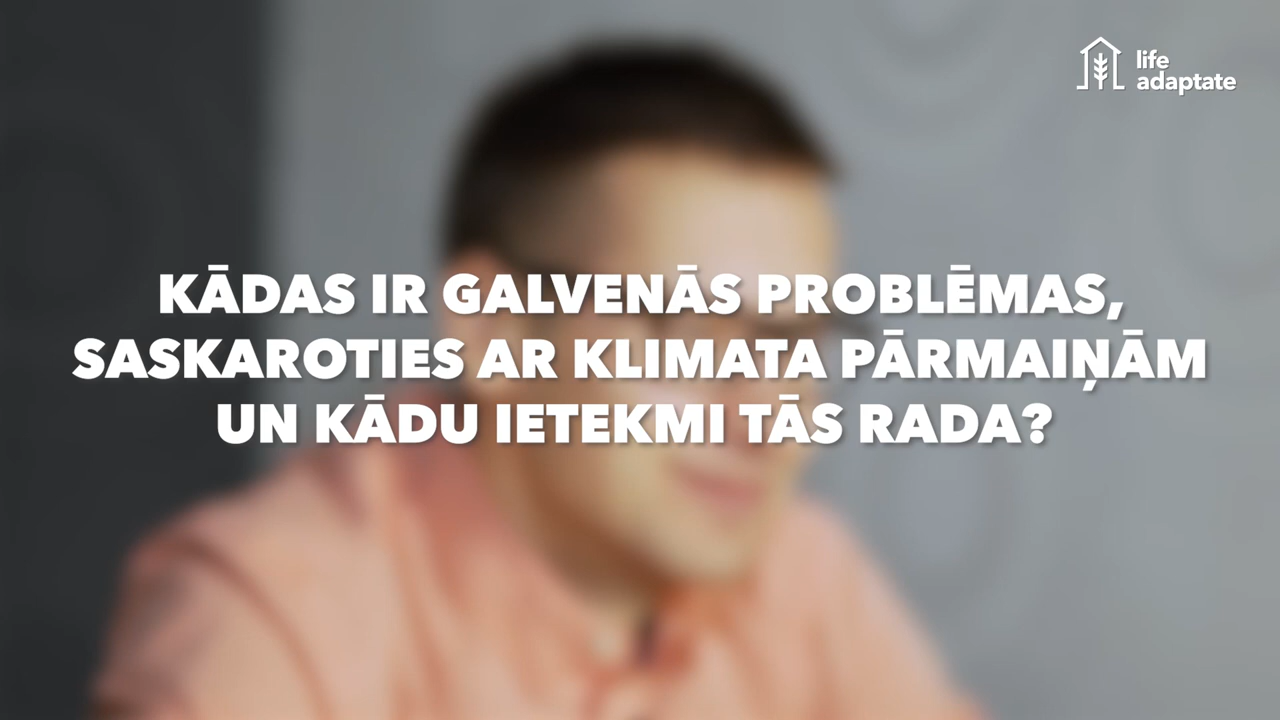 life
adaptate
KĀDAS IR GALVENĀS PROBLĒMAS,
SASKAROTIES AR KLIMATA PĀRMAIŅĀM
UN KĀDU IETEKMI TĀS RADA?